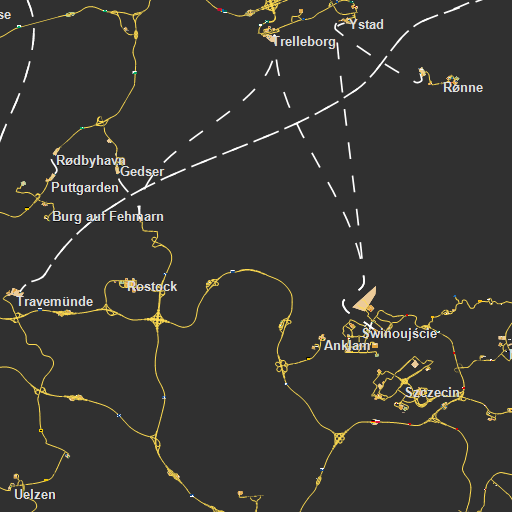 se
Ystad
Trelleborg
Rønne
Rødbyhavn
Gedser
Puttgarden
Burg auf Fehmarn
Rostock
Travemünde
Świnoujście
Anklam
Szczecin
Uelzen